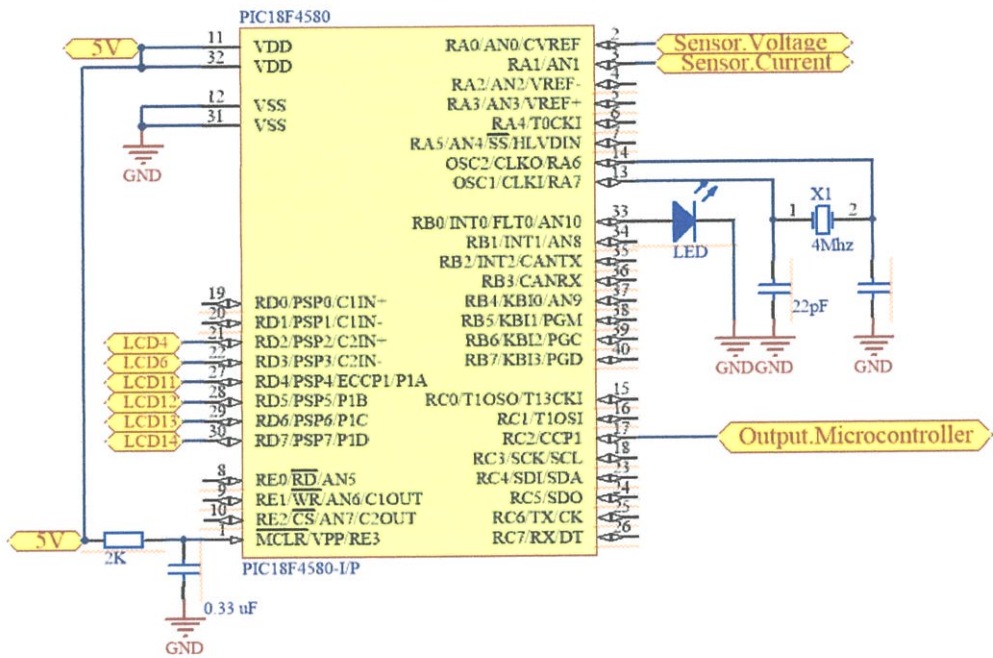 PIC18F4580
5V
11 VDD
32 VDD
12 VSS
31 VSS
GND
RA0/AN0/CVREF 2
RA1/AN1 3
RA2/AN2/VREF- 4
RA3/AN3/VREF+ 5
RA4/T0CKI 6
RA5/AN4/SS/HLVDIN 7
OSC2/CLKO/RA6 14
OSC1/CLKI/RA7 13
Sensor.Voltage
Sensor.Current
RB0/INT0/FLT0/AN10 33
RB1/INT1/AN8 34
RB2/INT2/CANTX 35
RB3/CANRX 36
RB4/KBI0/AN9 37
RB5/KBI1/PGM 38
RB6/KBI2/PGC 39
RB7/KBI3/PGD 40
LED
X1
1 2
4Mhz
22pF
GND GND GND
19 RD0/PSP0/C1IN+
20 RD1/PSP1/C1IN-
LCD4 21 RD2/PSP2/C2IN+
LCD6 22 RD3/PSP3/C2IN-
LCD11 27 RD4/PSP4/ECCP1/P1A
LCD12 28 RD5/PSP5/P1B
LCD13 29 RD6/PSP6/P1C
LCD14 30 RD7/PSP7/P1D
RC0/T1OSO/T13CKI 15
RC1/T1OSI 16
RC2/CCP1 17
RC3/SCK/SCL 18
RC4/SDI/SDA 23
RC5/SDO 24
RC6/TX/CK 25
RC7/RX/DT 26
Output.Microcontroller
8 RE0/RD/AN5
9 RE1/WR/AN6/C1OUT
10 RE2/CS/AN7/C2OUT
1 MCLR/VPP/RE3
5V
2K
PIC18F4580-I/P
0.33 uF
GND